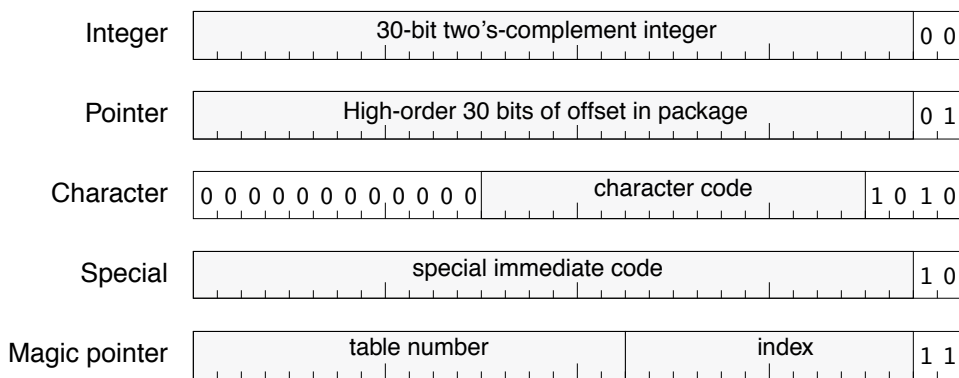 Integer 30-bit two’s-complement integer 0 0
Pointer High-order 30 bits of offset in package 0 1
Character 0 0 0 0 0 0 0 0 0 0 0 0 character code 1 0 1 0
Special special immediate code 1 0
Magic pointer table number index 1 1